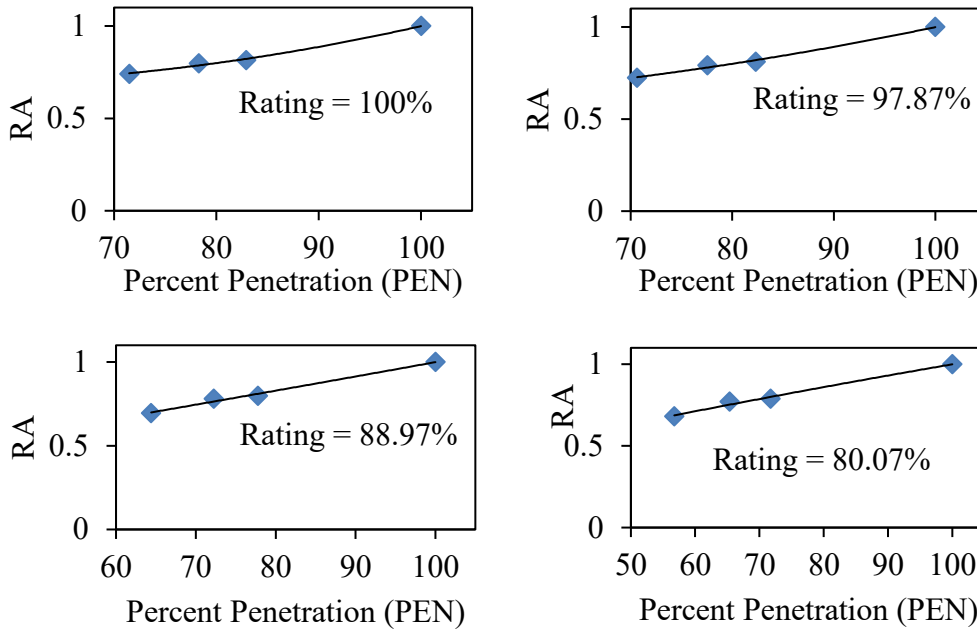 1
0.5
0
RA
Rating = 100%
70 80 90 100
Percent Penetration (PEN)
1
0.5
0
RA
Rating = 97.87%
70 80 90 100
Percent Penetration (PEN)
1
0.5
0
RA
Rating = 88.97%
60 70 80 90 100
Percent Penetration (PEN)
1
0.5
0
RA
Rating = 80.07%
50 60 70 80 90 100
Percent Penetration (PEN)